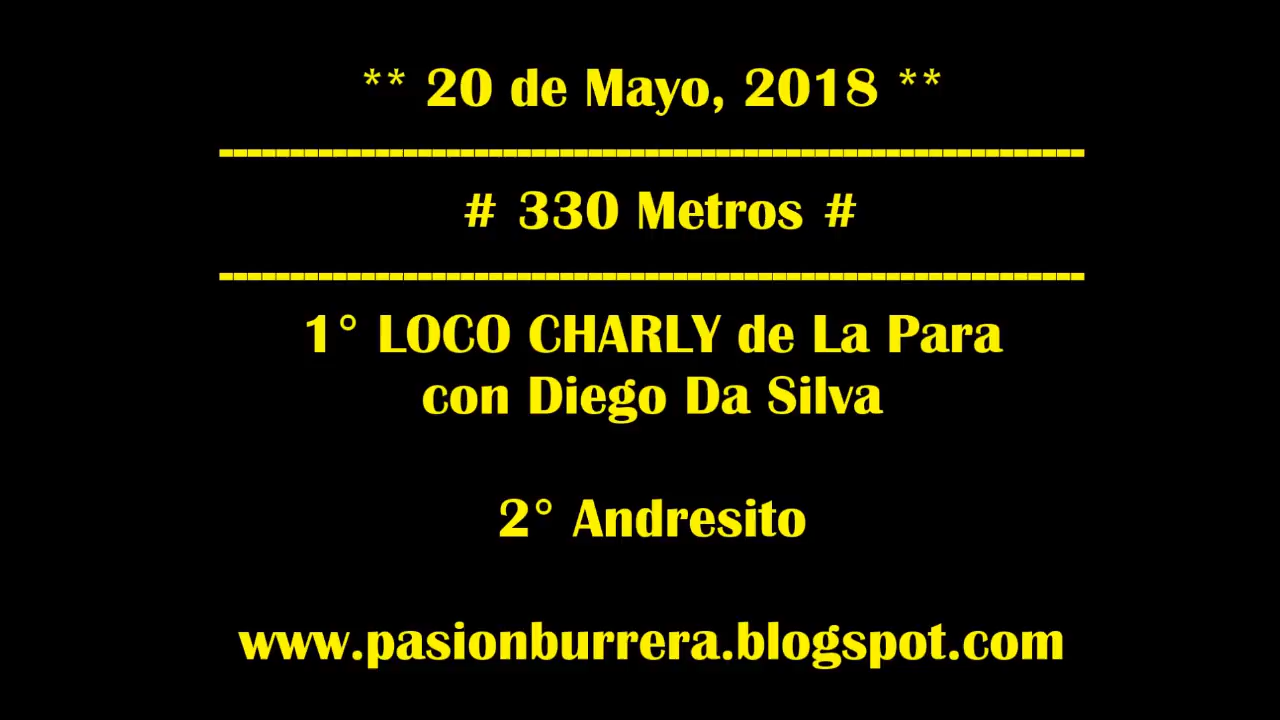 ** 20 de Mayo, 2018 **
-------------------------------------------------------------
# 330 Metros #
-------------------------------------------------------------
1° LOCO CHARLY de La Para
con Diego Da Silva
2° Andresito
www.pasionburrera.blogspot.com